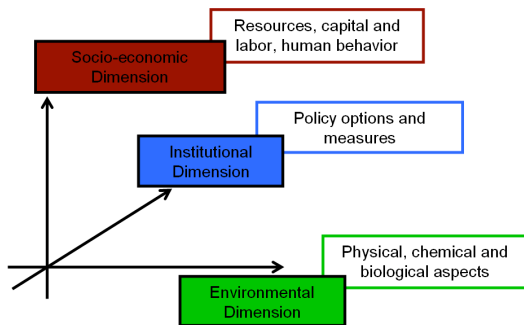 Resources, capital and
labor, human behavior
Socio-economic
Dimension
Policy options and
measures
Institutional
Dimension
Physical, chemical and
biological aspects
Environmental
Dimension